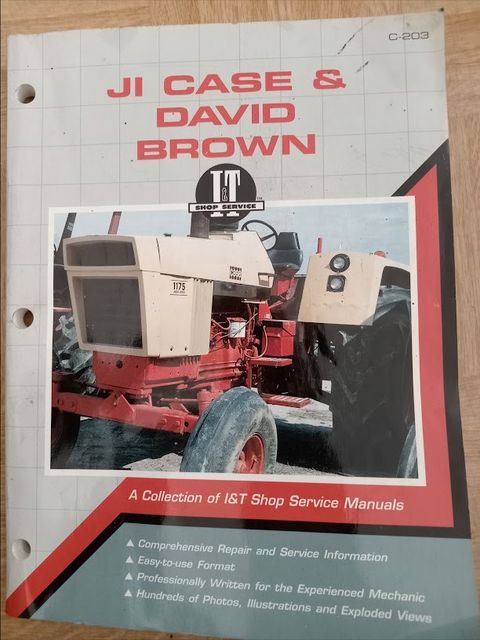 C-203
JI CASE &
DAVID
BROWN
I&T
SHOP SERVICE
1175
A Collection of I&T Shop Service Manuals
▲ Comprehensive Repair and Service Information
▲ Easy-to-use Format
▲ Professionally Written for the Experienced Mechanic
▲ Hundreds of Photos, Illustrations and Exploded Views